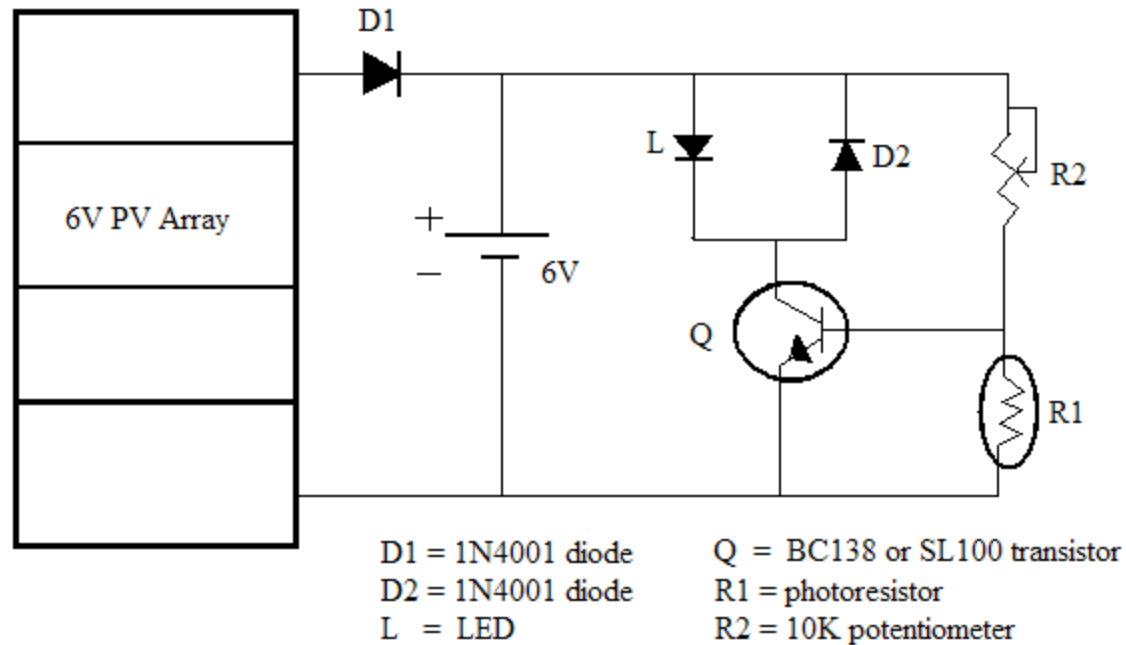 D1
L
D2
R2
6V PV Array
+
−
6V
Q
R1
D1 = 1N4001 diode
D2 = 1N4001 diode
L = LED
Q = BC138 or SL100 transistor
R1 = photoresistor
R2 = 10K potentiometer